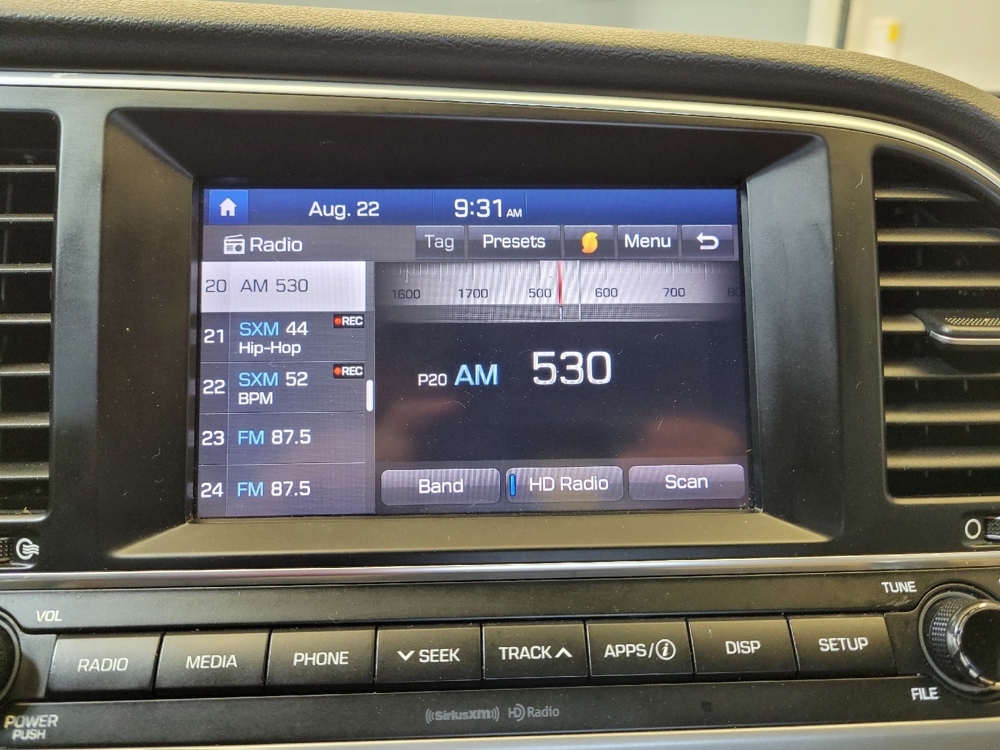 Aug. 22 9:31 AM
Radio Tag Presets Menu
20 AM 530
21 SXM 44 REC
Hip-Hop
22 SXM 52 REC
BPM
23 FM 87.5
24 FM 87.5
1600 1700 500 600 700 80
P20 AM 530
Band HD Radio Scan
VOL
TUNE
RADIO MEDIA PHONE SEEK TRACK APPS/i DISP SETUP
FILE
POWER
PUSH
((SiriusXM)) HD Radio